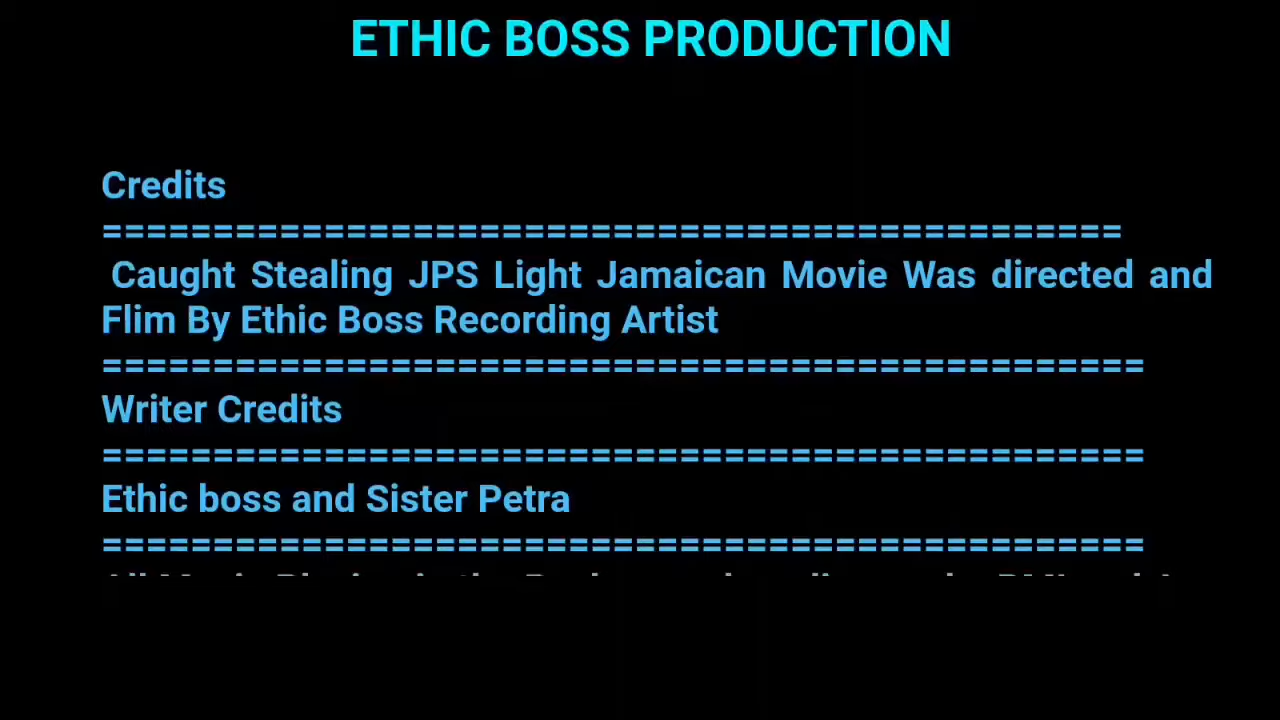 ETHIC BOSS PRODUCTION
Credits
==============================================
Caught Stealing JPS Light Jamaican Movie Was directed and
Flim By Ethic Boss Recording Artist
===============================================
Writer Credits
===============================================
Ethic boss and Sister Petra
===============================================